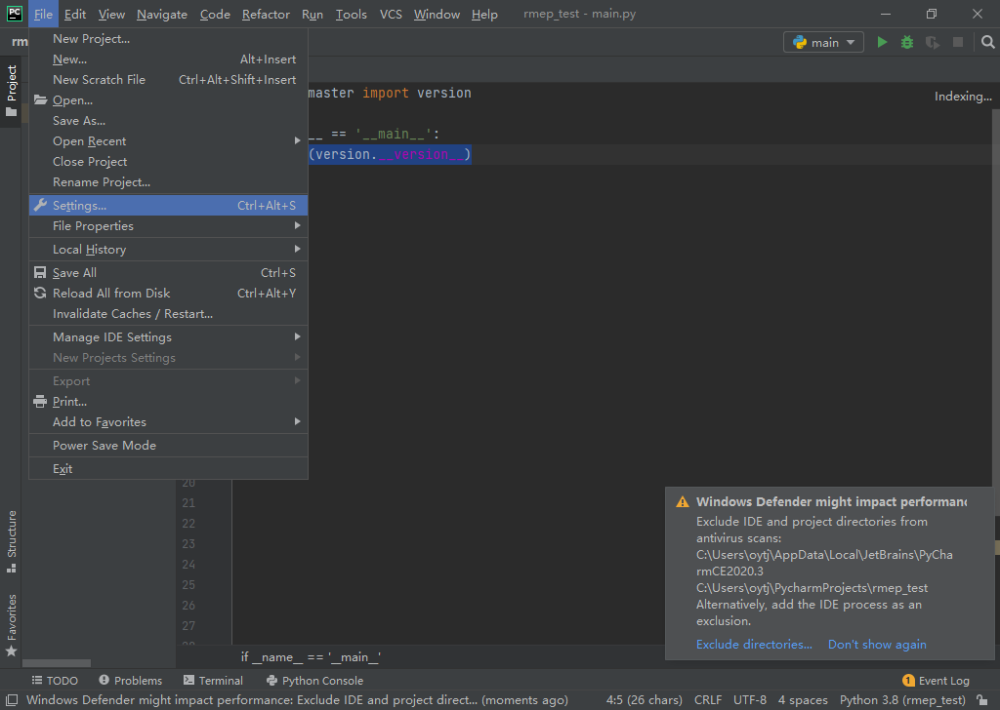 PC File Edit View Navigate Code Refactor Run Tools VCS Window Help rmep_test - main.py
rm main
New Project...
New... Alt+Insert
New Scratch File Ctrl+Alt+Shift+Insert
Open...
Save As...
Open Recent
Close Project
Rename Project...
Settings... Ctrl+Alt+S
File Properties
Local History
Save All Ctrl+S
Reload All from Disk Ctrl+Alt+Y
Invalidate Caches / Restart...
Manage IDE Settings
New Projects Settings
Export
Print...
Add to Favorites
Power Save Mode
Exit
Project
Structure
Favorites
master import version
Indexing...
__ == '__main__':
(version.__version__)
20
21
22
23
24
25
26
27
28
if __name__ == '__main__'
Windows Defender might impact performanc
Exclude IDE and project directories from
antivirus scans:
C:\Users\oytj\AppData\Local\JetBrains\PyCha
rmCE2020.3
C:\Users\oytj\PycharmProjects\rmep_test
Alternatively, add the IDE process as an
exclusion.
Exclude directories... Don't show again
TODO Problems Terminal Python Console 1 Event Log
Windows Defender might impact performance: Exclude IDE and project direct... (moments ago) 4:5 (26 chars) CRLF UTF-8 4 spaces Python 3.8 (rmep_test)